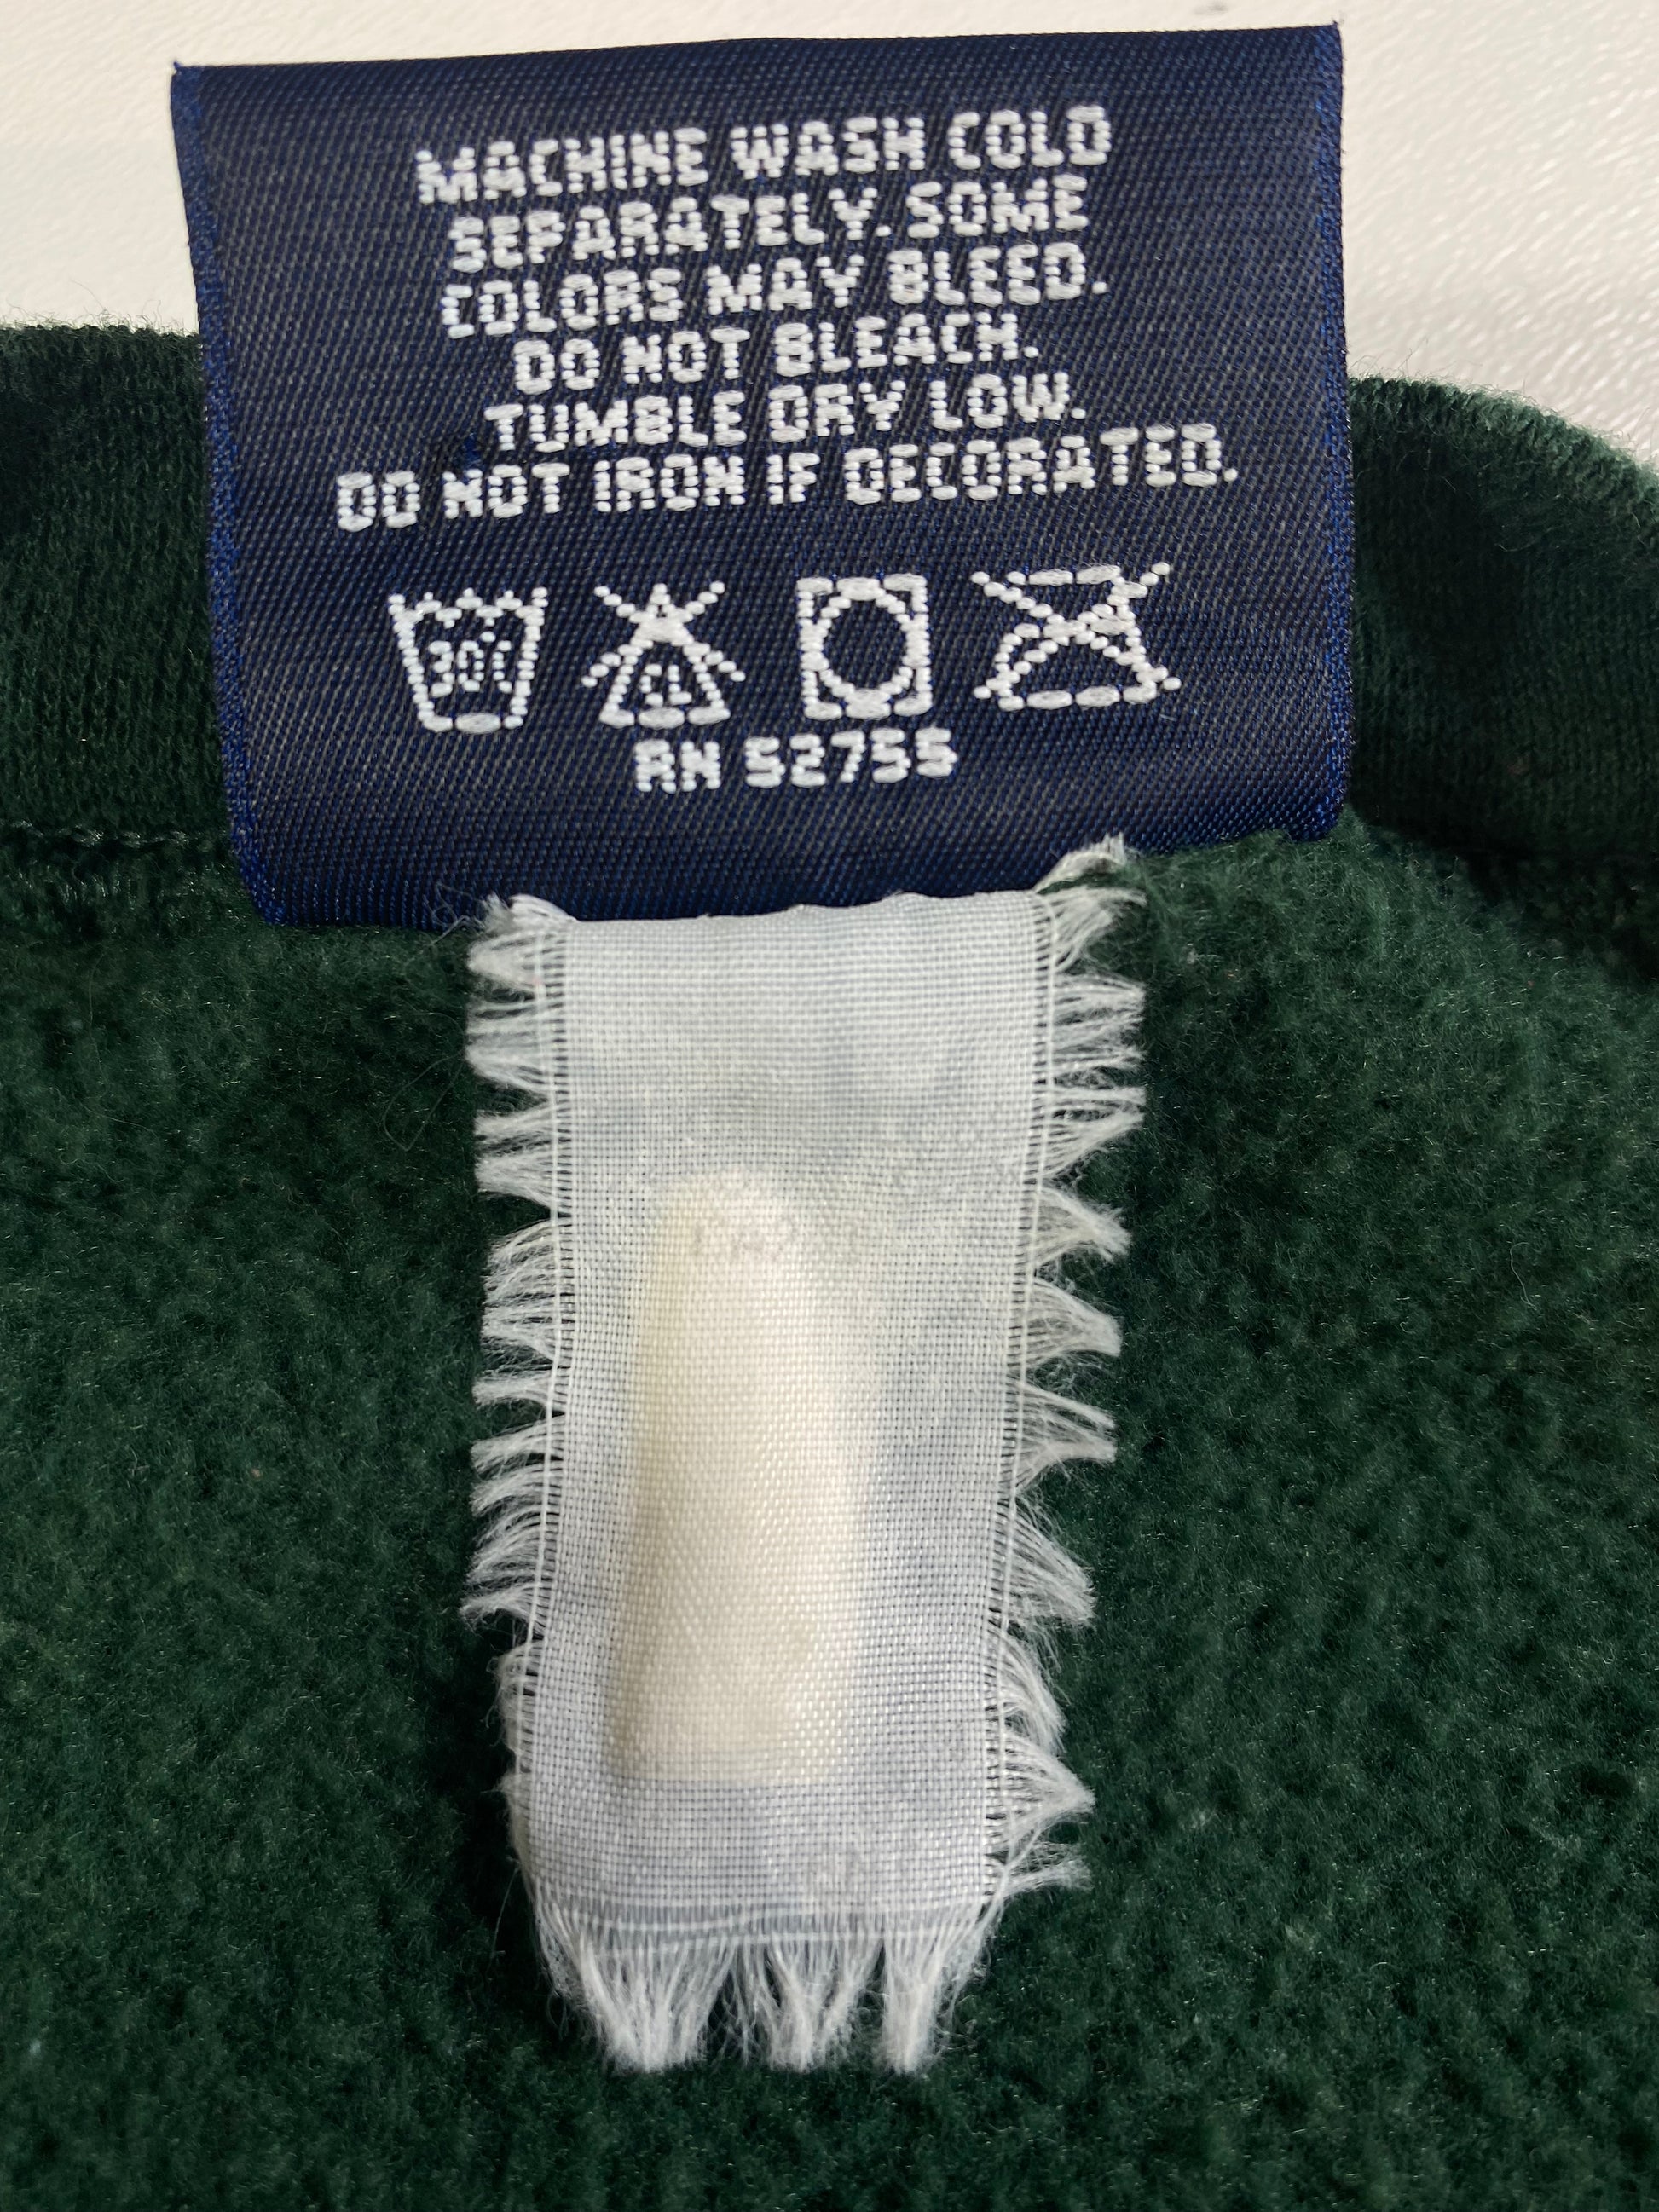 MACHINE WASH COLD
SEPARATELY. SOME
COLORS MAY BLEED.
DO NOT BLEACH.
TUMBLE DRY LOW.
DO NOT IRON IF DECORATED.
30°C CL
RN 52755